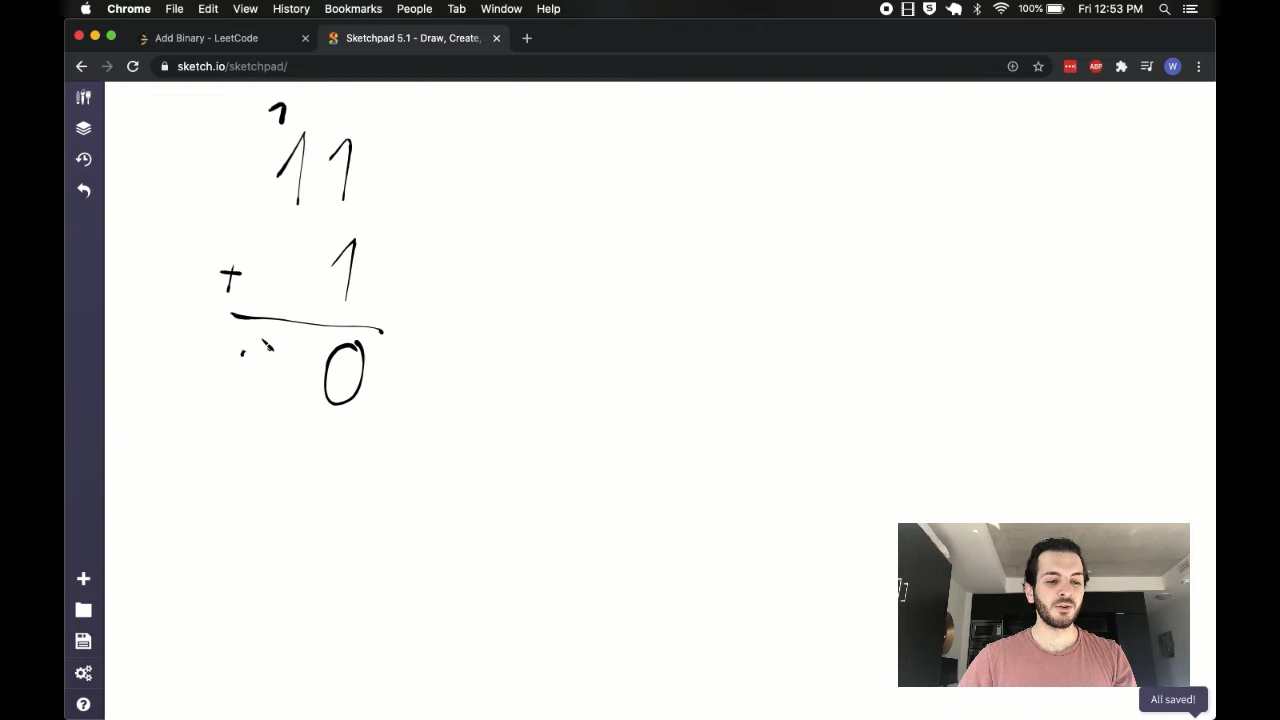 Chrome File Edit View History Bookmarks People Tab Window Help 100% Fri 12:53 PM
Add Binary - LeetCode Sketchpad 5.1 - Draw, Create,
sketch.io/sketchpad/ ABP W
1
11
+ 1
0
All saved!